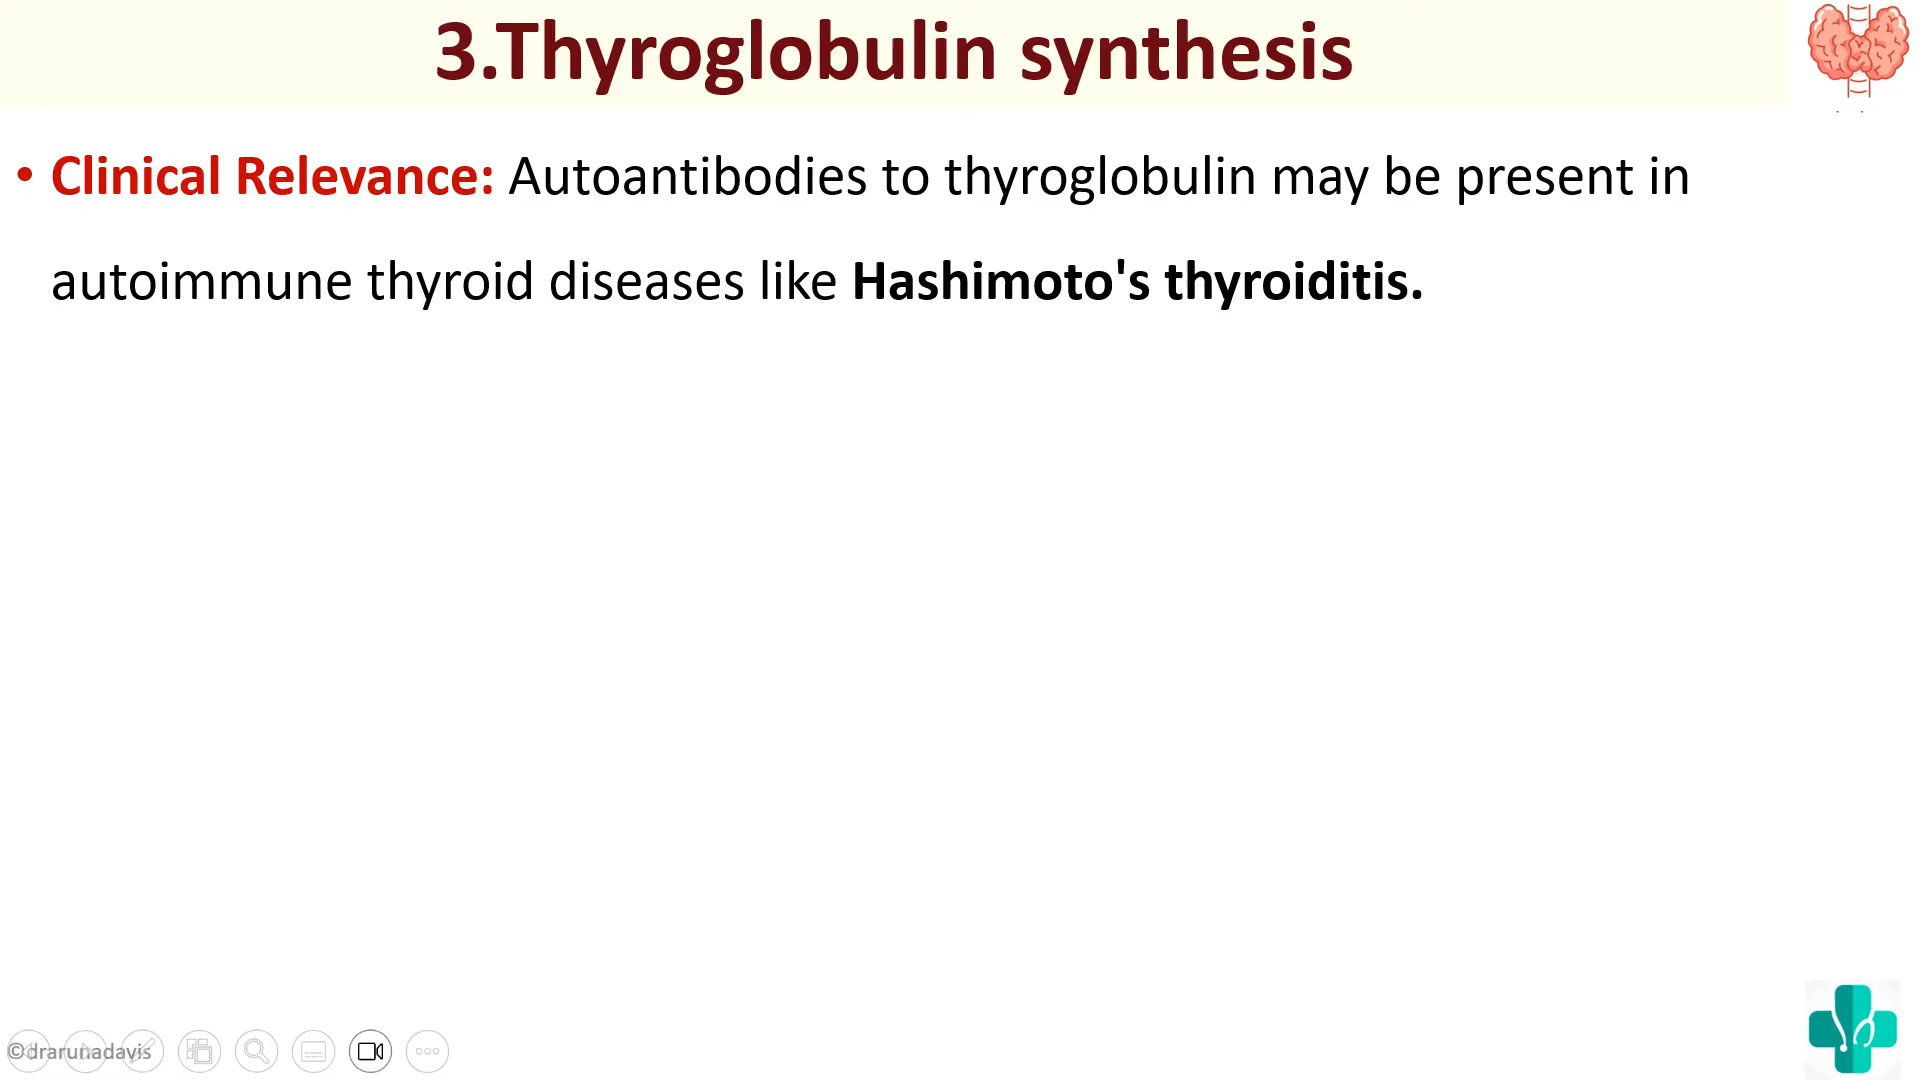 3.Thyroglobulin synthesis
• Clinical Relevance: Autoantibodies to thyroglobulin may be present in
autoimmune thyroid diseases like Hashimoto's thyroiditis.
©drarunadavis